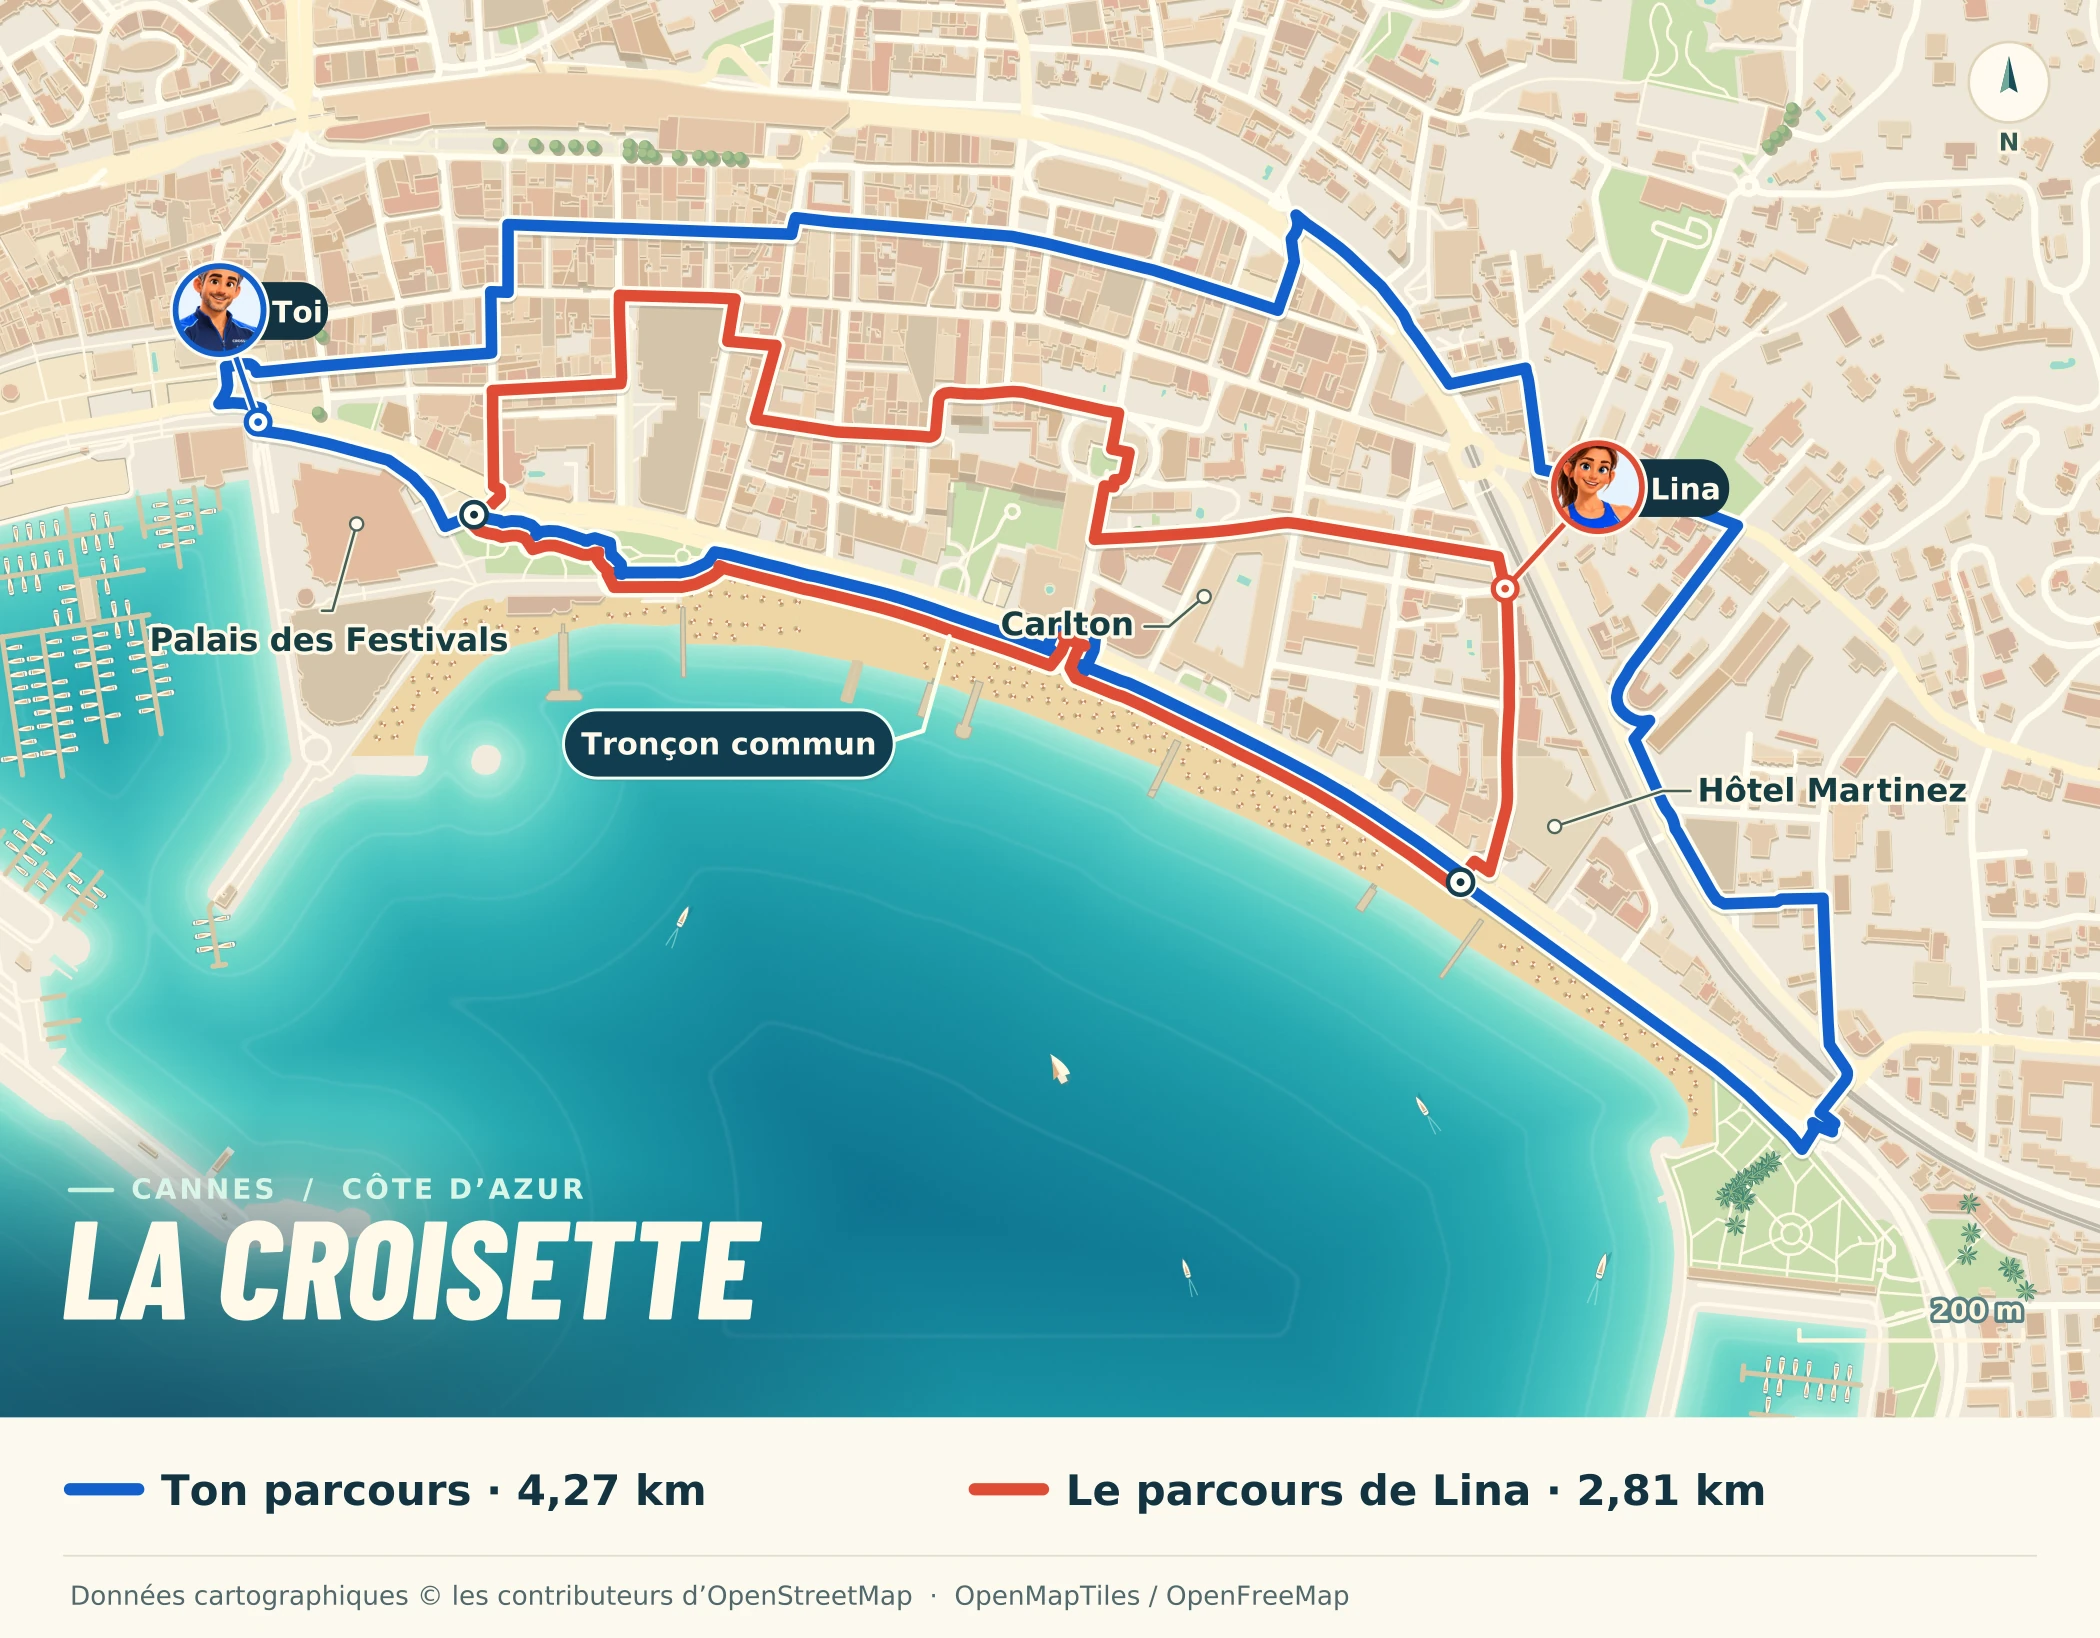 N
Toi
Lina
Palais des Festivals
Carlton
Tronçon commun
Hôtel Martinez
CANNES / CÔTE D’AZUR
LA CROISETTE
200 m
Ton parcours · 4,27 km
Le parcours de Lina · 2,81 km
Données cartographiques © les contributeurs d’OpenStreetMap · OpenMapTiles / OpenFreeMap